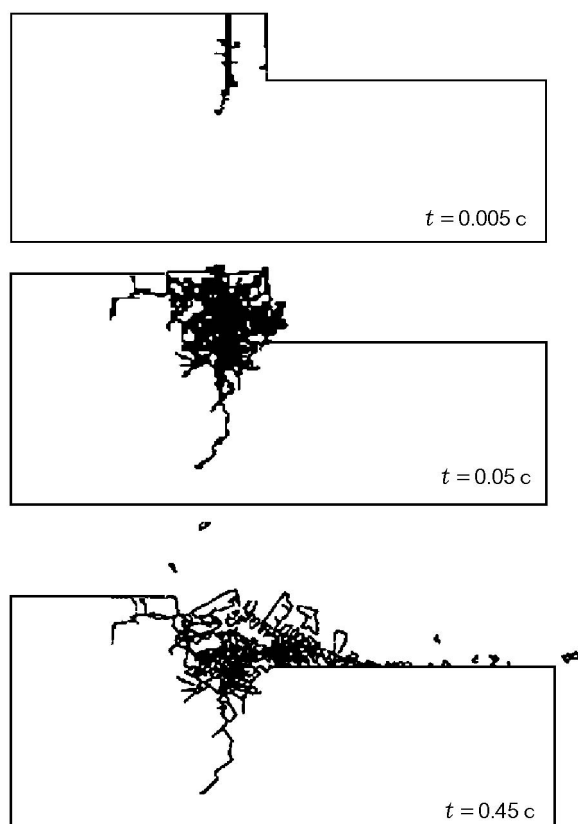 t = 0.005 с
t = 0.05 с
t = 0.45 с